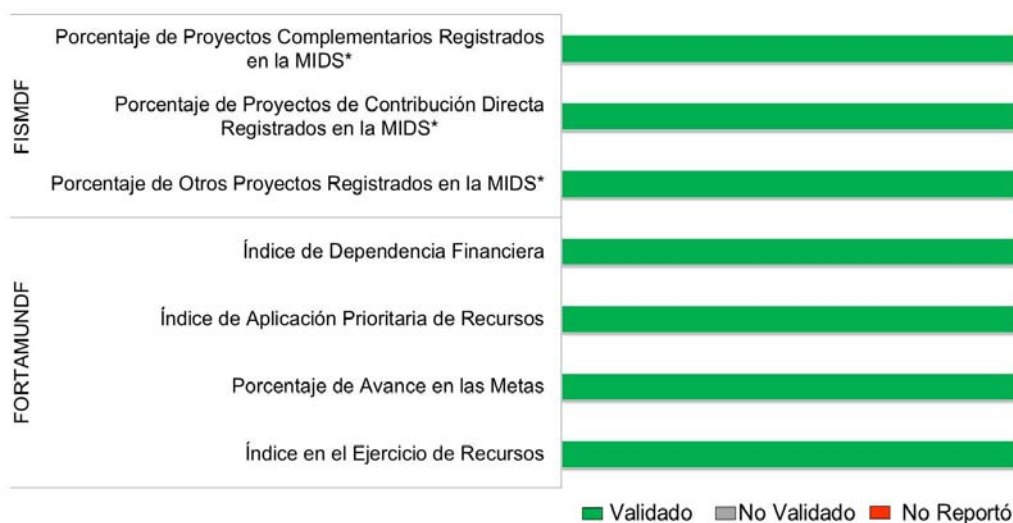 FISMDF
Porcentaje de Proyectos Complementarios Registrados
en la MIDS*
Porcentaje de Proyectos de Contribución Directa
Registrados en la MIDS*
Porcentaje de Otros Proyectos Registrados en la MIDS*
FORTAMUNDF
Índice de Dependencia Financiera
Índice de Aplicación Prioritaria de Recursos
Porcentaje de Avance en las Metas
Índice en el Ejercicio de Recursos
Validado No Validado No Reportó